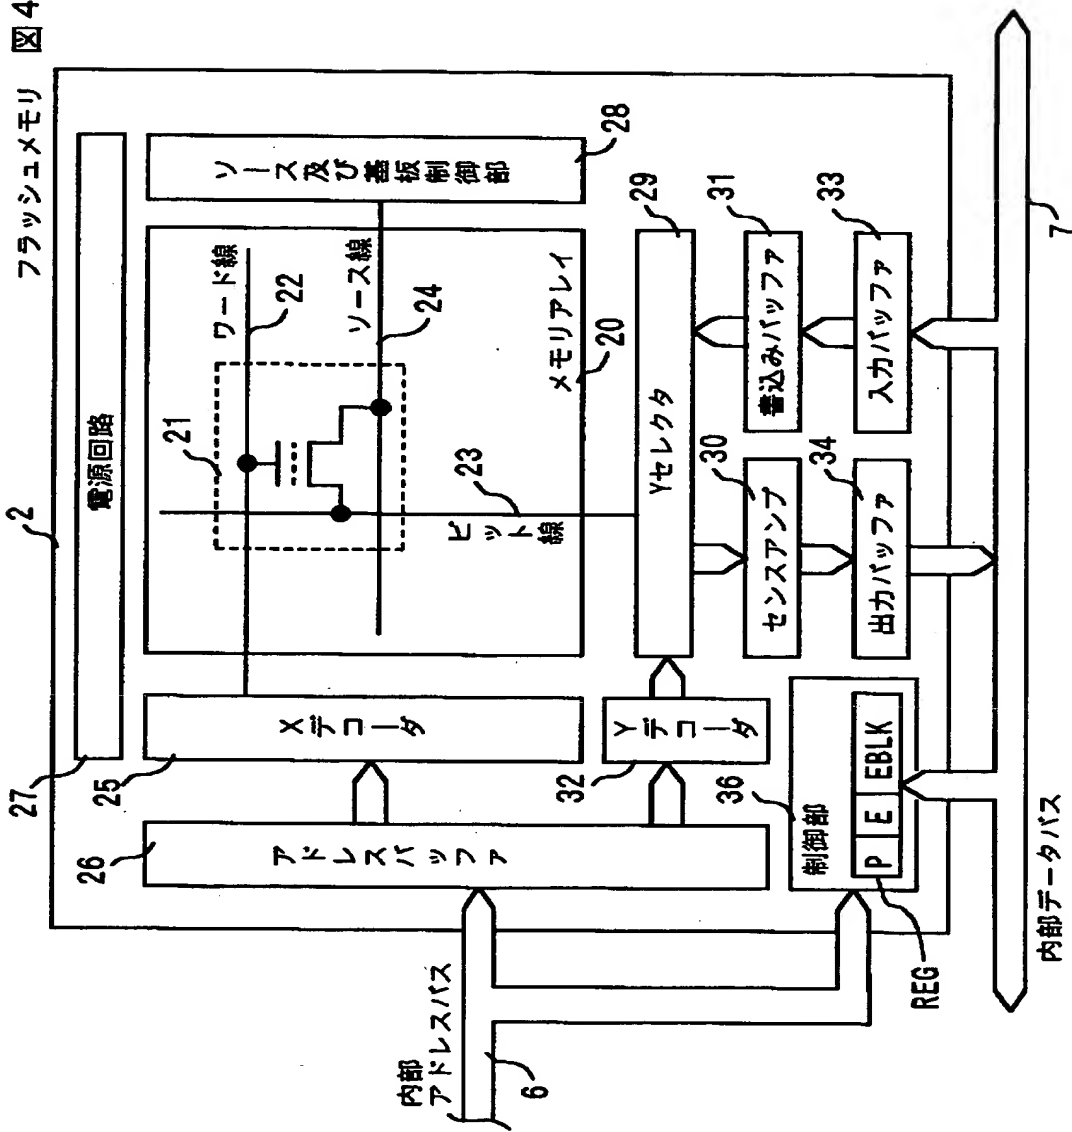 図4
フラッシュメモリ
2
27
電源回路
28
ソース及び基板制御部
ワード線
22
ソース線
24
メモリアレイ
20
21
23
ビット線
25
Xデコーダ
26
アドレスバッファ
29
Yセレクタ
32
Yデコーダ
31
書込みバッファ
30
センスアンプ
33
入力バッファ
34
出力バッファ
36
制御部
P E EBLK
REG
内部
アドレスバス
6
内部データバス
7